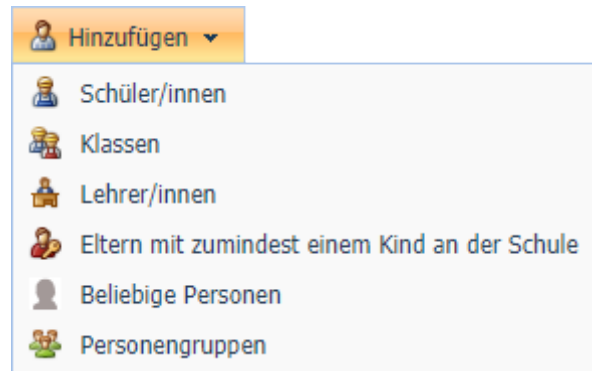 Hinzufügen
Schüler/innen
Klassen
Lehrer/innen
Eltern mit zumindest einem Kind an der Schule
Beliebige Personen
Personengruppen